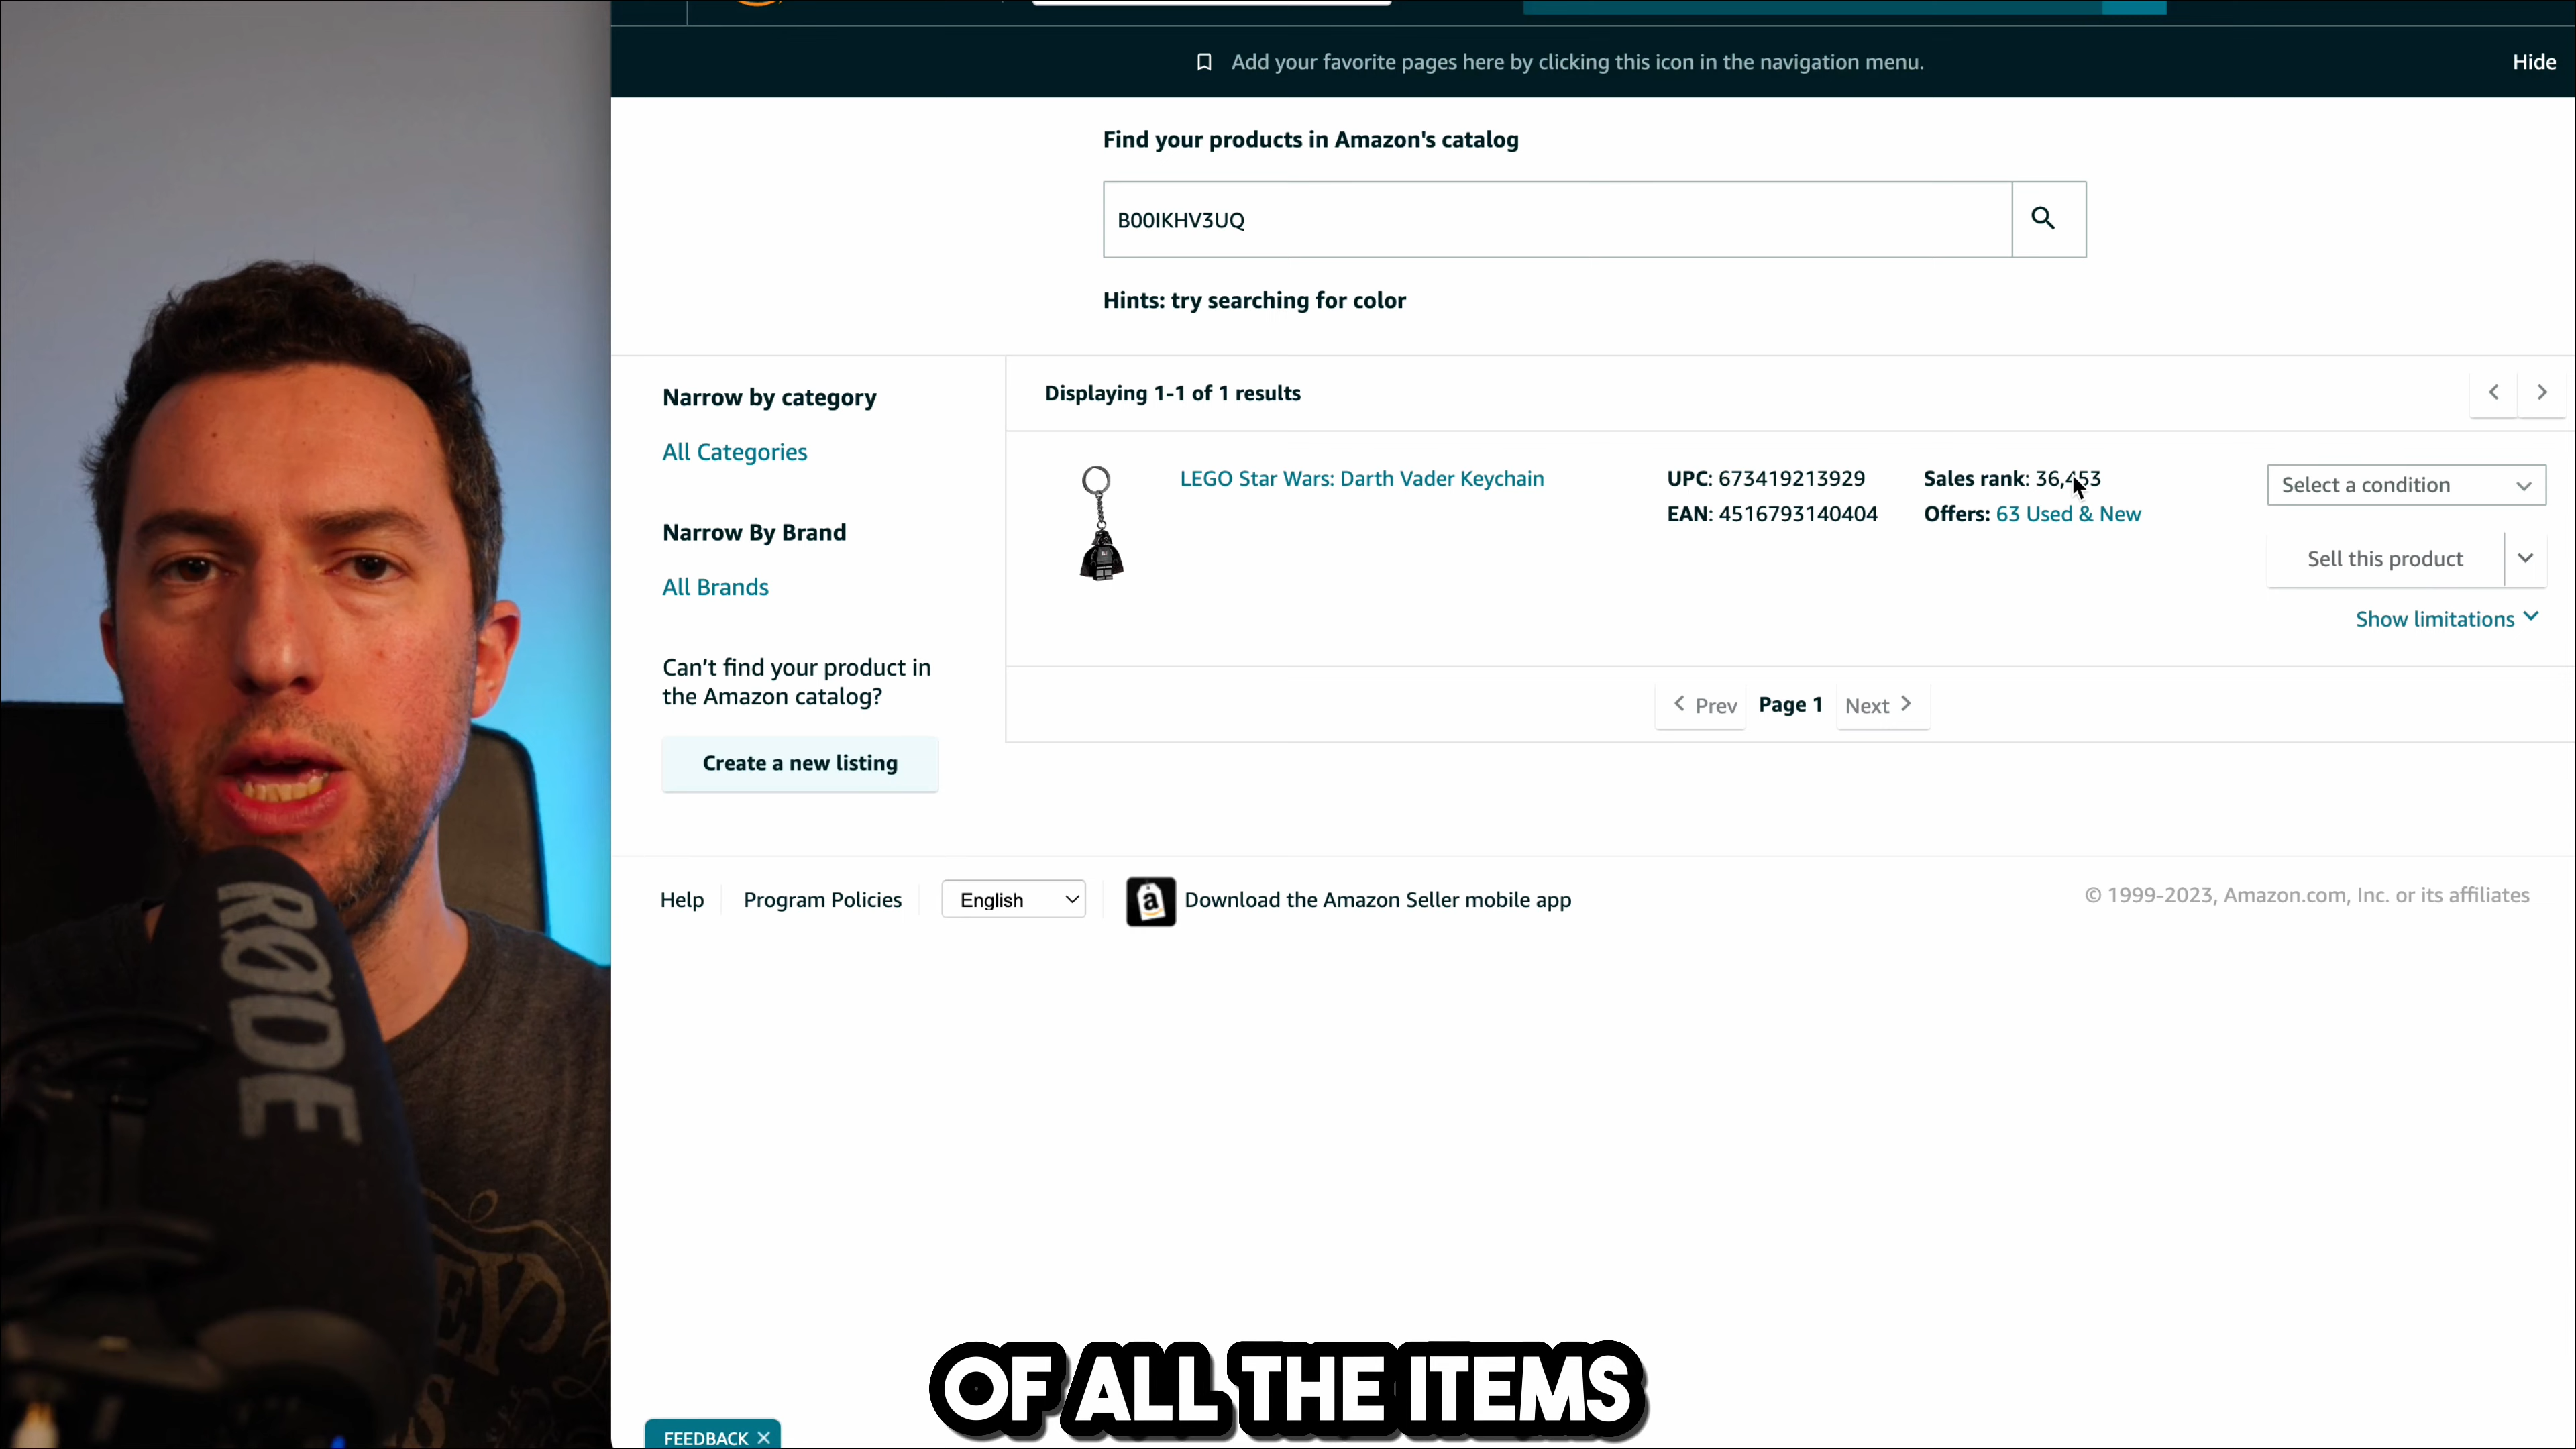 Add your favorite pages here by clicking this icon in the navigation menu.
Hide
Find your products in Amazon's catalog
B00IKHV3UQ
Hints: try searching for color
Narrow by category
All Categories
Narrow By Brand
All Brands
Can't find your product in
the Amazon catalog?
Create a new listing
Displaying 1-1 of 1 results
LEGO Star Wars: Darth Vader Keychain
UPC: 673419213929
EAN: 4516793140404
Sales rank: 36,453
Offers: 63 Used & New
Select a condition
Sell this product
Show limitations
Prev Page 1 Next
Help
Program Policies
English
Download the Amazon Seller mobile app
© 1999-2023, Amazon.com, Inc. or its affiliates
RØDE
OF ALL THE ITEMS
FEEDBACK ×